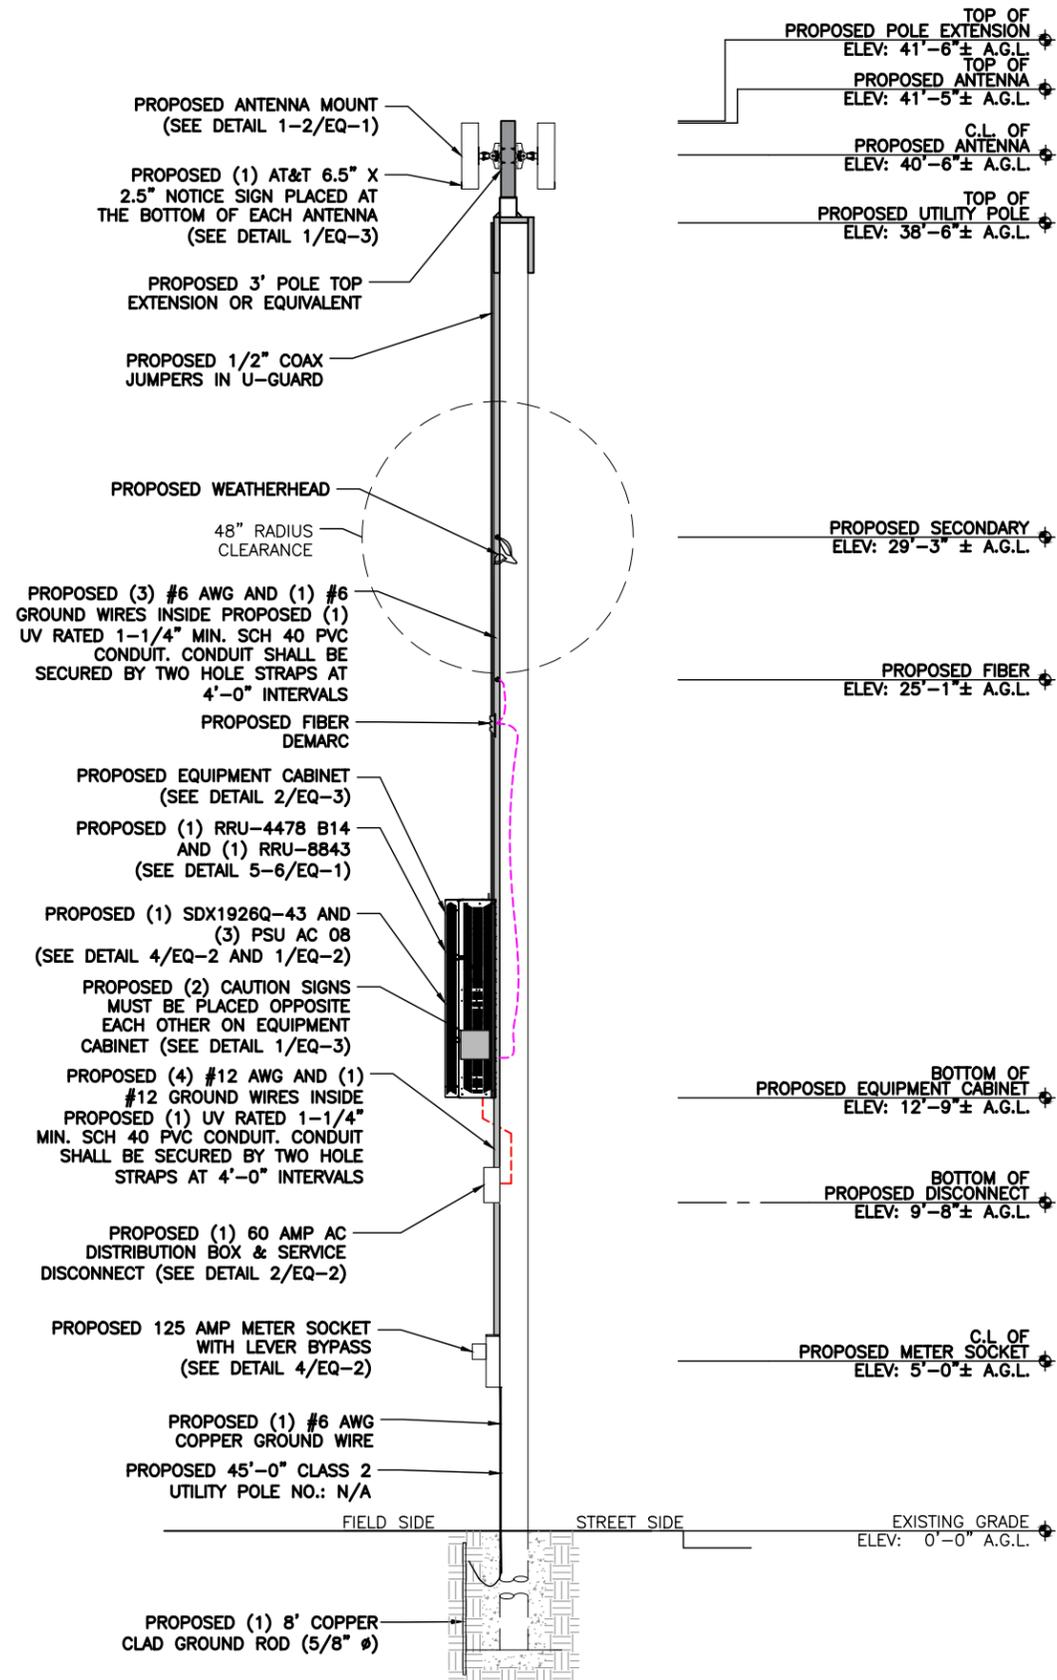 TOP OF
PROPOSED POLE EXTENSION
ELEV: 41'-6"± A.G.L.
TOP OF
PROPOSED ANTENNA
ELEV: 41'-5"± A.G.L.
C.L. OF
PROPOSED ANTENNA
ELEV: 40'-6"± A.G.L.
TOP OF
PROPOSED UTILITY POLE
ELEV: 38'-6"± A.G.L.
PROPOSED ANTENNA MOUNT
(SEE DETAIL 1-2/EQ-1)
PROPOSED (1) AT&T 6.5" X
2.5" NOTICE SIGN PLACED AT
THE BOTTOM OF EACH ANTENNA
(SEE DETAIL 1/EQ-3)
PROPOSED 3' POLE TOP
EXTENSION OR EQUIVALENT
PROPOSED 1/2" COAX
JUMPERS IN U-GUARD
PROPOSED WEATHERHEAD
48" RADIUS
CLEARANCE
PROPOSED SECONDARY
ELEV: 29'-3" ± A.G.L.
PROPOSED (3) #6 AWG AND (1) #6
GROUND WIRES INSIDE PROPOSED (1)
UV RATED 1-1/4" MIN. SCH 40 PVC
CONDUIT. CONDUIT SHALL BE
SECURED BY TWO HOLE STRAPS AT
4'-0" INTERVALS
PROPOSED FIBER
ELEV: 25'-1"± A.G.L.
PROPOSED FIBER
DEMARC
PROPOSED EQUIPMENT CABINET
(SEE DETAIL 2/EQ-3)
PROPOSED (1) RRU-4478 B14
AND (1) RRU-8843
(SEE DETAIL 5-6/EQ-1)
PROPOSED (1) SDX1926Q-43 AND
(3) PSU AC 08
(SEE DETAIL 4/EQ-2 AND 1/EQ-2)
PROPOSED (2) CAUTION SIGNS
MUST BE PLACED OPPOSITE
EACH OTHER ON EQUIPMENT
CABINET (SEE DETAIL 1/EQ-3)
PROPOSED (4) #12 AWG AND (1)
#12 GROUND WIRES INSIDE
PROPOSED (1) UV RATED 1-1/4"
MIN. SCH 40 PVC CONDUIT. CONDUIT
SHALL BE SECURED BY TWO HOLE
STRAPS AT 4'-0" INTERVALS
BOTTOM OF
PROPOSED EQUIPMENT CABINET
ELEV: 12'-9"± A.G.L.
BOTTOM OF
PROPOSED DISCONNECT
ELEV: 9'-8"± A.G.L.
PROPOSED (1) 60 AMP AC
DISTRIBUTION BOX & SERVICE
DISCONNECT (SEE DETAIL 2/EQ-2)
PROPOSED 125 AMP METER SOCKET
WITH LEVER BYPASS
(SEE DETAIL 4/EQ-2)
C.L OF
PROPOSED METER SOCKET
ELEV: 5'-0"± A.G.L.
PROPOSED (1) #6 AWG
COPPER GROUND WIRE
PROPOSED 45'-0" CLASS 2
UTILITY POLE NO.: N/A
FIELD SIDE
STREET SIDE
EXISTING GRADE
ELEV: 0'-0" A.G.L.
PROPOSED (1) 8' COPPER
CLAD GROUND ROD (5/8" ø)